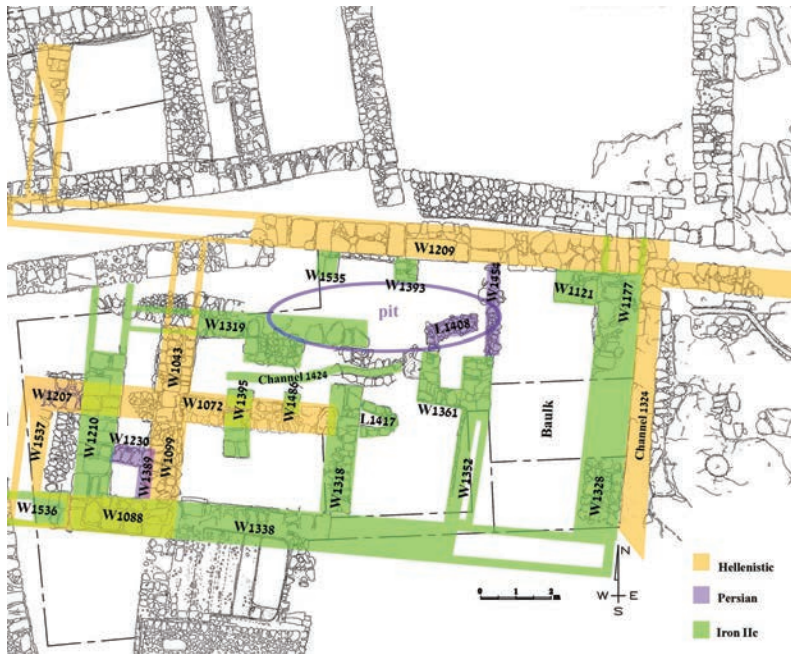 W1209
W1454
W1535
W1393
W1121
W1177
pit
W1319
L1408
W1043
Channel 1424
Channel 1324
W1207
W1072
W1395
W1486
W1361
Baulk
W1210
L1417
W1537
W1230
W1099
W1389
W1318
W1352
W1328
W1536
W1088
W1338
N
W E
S
0 1 2
m
Hellenistic
Persian
Iron IIc